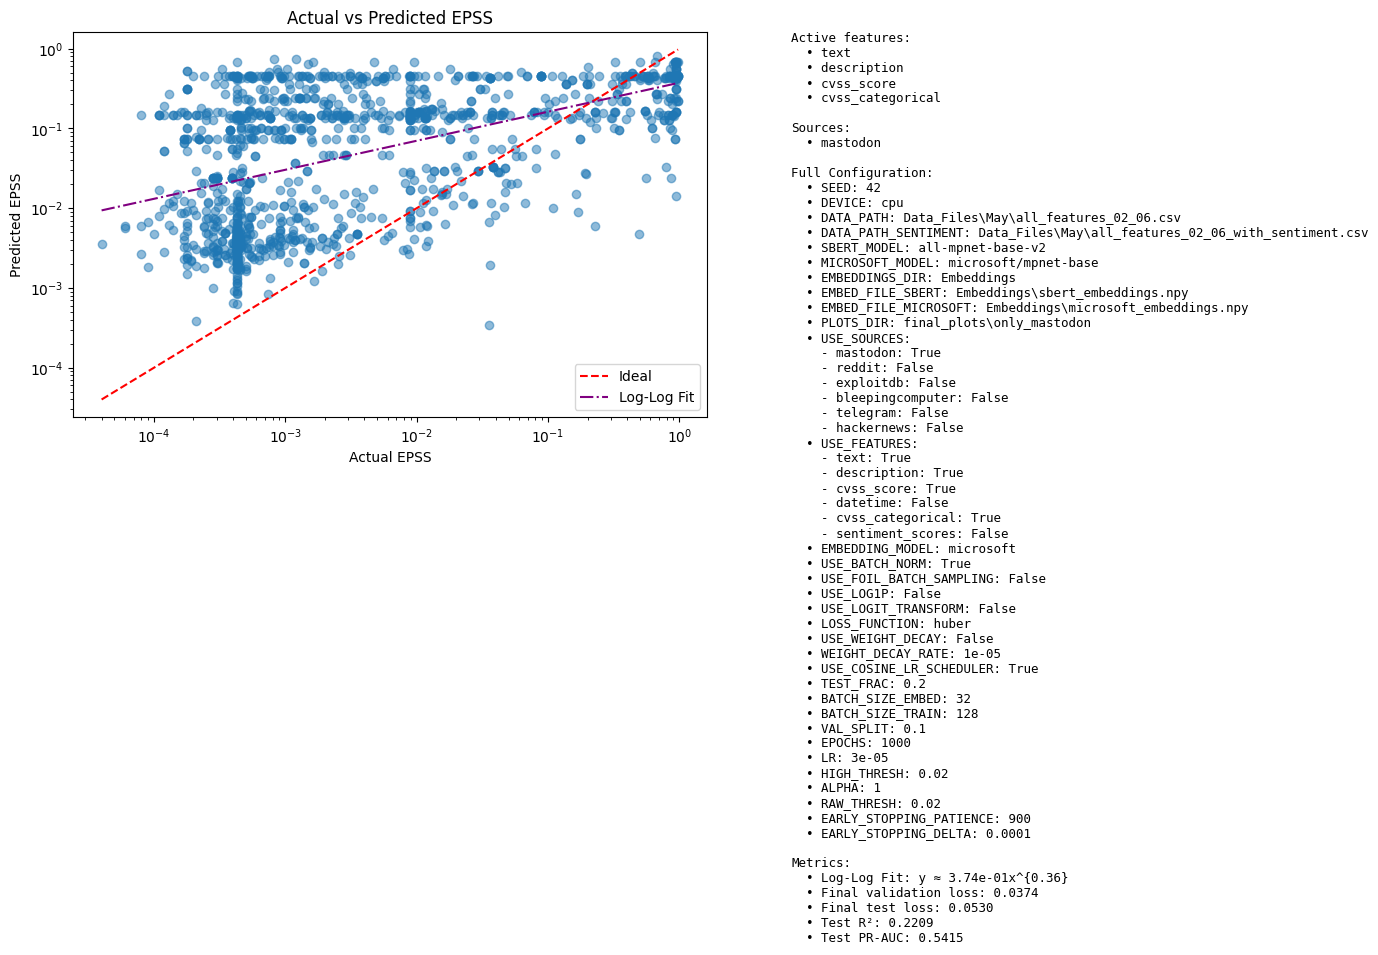 Actual vs Predicted EPSS
10⁰
10⁻¹
10⁻²
10⁻³
10⁻⁴
Predicted EPSS
10⁻⁴
10⁻³
10⁻²
10⁻¹
10⁰
Actual EPSS
Ideal
Log-Log Fit
Active features:
• text
• description
• cvss_score
• cvss_categorical
Sources:
• mastodon
Full Configuration:
• SEED: 42
• DEVICE: cpu
• DATA_PATH: Data_Files\May\all_features_02_06.csv
• DATA_PATH_SENTIMENT: Data_Files\May\all_features_02_06_with_sentiment.csv
• SBERT_MODEL: all-mpnet-base-v2
• MICROSOFT_MODEL: microsoft/mpnet-base
• EMBEDDINGS_DIR: Embeddings
• EMBED_FILE_SBERT: Embeddings\sbert_embeddings.npy
• EMBED_FILE_MICROSOFT: Embeddings\microsoft_embeddings.npy
• PLOTS_DIR: final_plots\only_mastodon
• USE_SOURCES:
- mastodon: True
- reddit: False
- exploitdb: False
- bleepingcomputer: False
- telegram: False
- hackernews: False
• USE_FEATURES:
- text: True
- description: True
- cvss_score: True
- datetime: False
- cvss_categorical: True
- sentiment_scores: False
• EMBEDDING_MODEL: microsoft
• USE_BATCH_NORM: True
• USE_FOIL_BATCH_SAMPLING: False
• USE_LOG1P: False
• USE_LOGIT_TRANSFORM: False
• LOSS_FUNCTION: huber
• USE_WEIGHT_DECAY: False
• WEIGHT_DECAY_RATE: 1e-05
• USE_COSINE_LR_SCHEDULER: True
• TEST_FRAC: 0.2
• BATCH_SIZE_EMBED: 32
• BATCH_SIZE_TRAIN: 128
• VAL_SPLIT: 0.1
• EPOCHS: 1000
• LR: 3e-05
• HIGH_THRESH: 0.02
• ALPHA: 1
• RAW_THRESH: 0.02
• EARLY_STOPPING_PATIENCE: 900
• EARLY_STOPPING_DELTA: 0.0001
Metrics:
• Log-Log Fit: y ≈ 3.74e-01x^{0.36}
• Final validation loss: 0.0374
• Final test loss: 0.0530
• Test R²: 0.2209
• Test PR-AUC: 0.5415